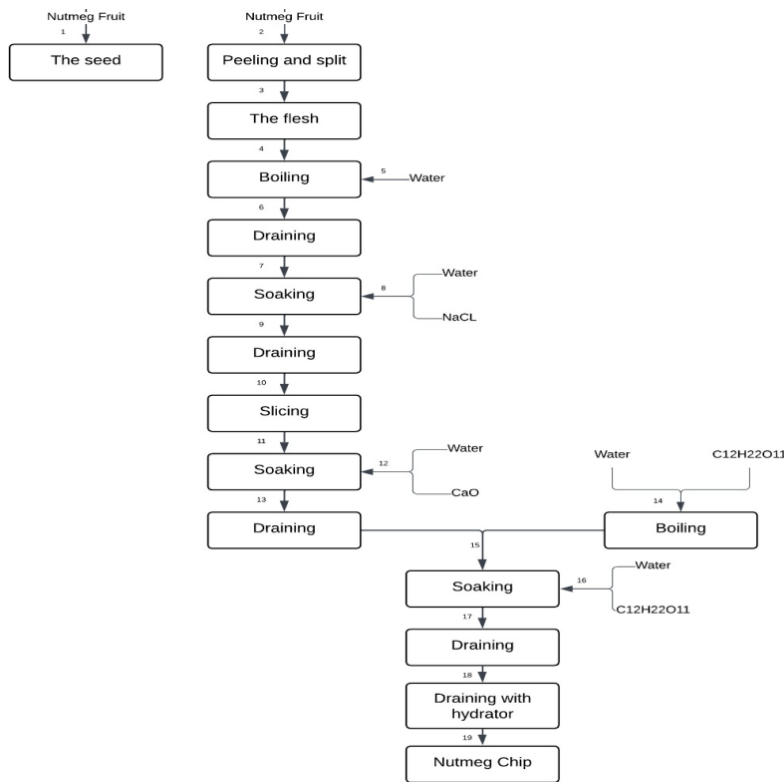 Nutmeg Fruit
1
The seed
Nutmeg Fruit
2
Peeling and split
3
The flesh
4
Boiling
5
Water
6
Draining
7
Soaking
8
Water
NaCL
9
Draining
10
Slicing
11
Soaking
12
Water
CaO
13
Draining
Water
C12H22O11
14
Boiling
15
Soaking
16
Water
C12H22O11
17
Draining
18
Draining with
hydrator
19
Nutmeg Chip